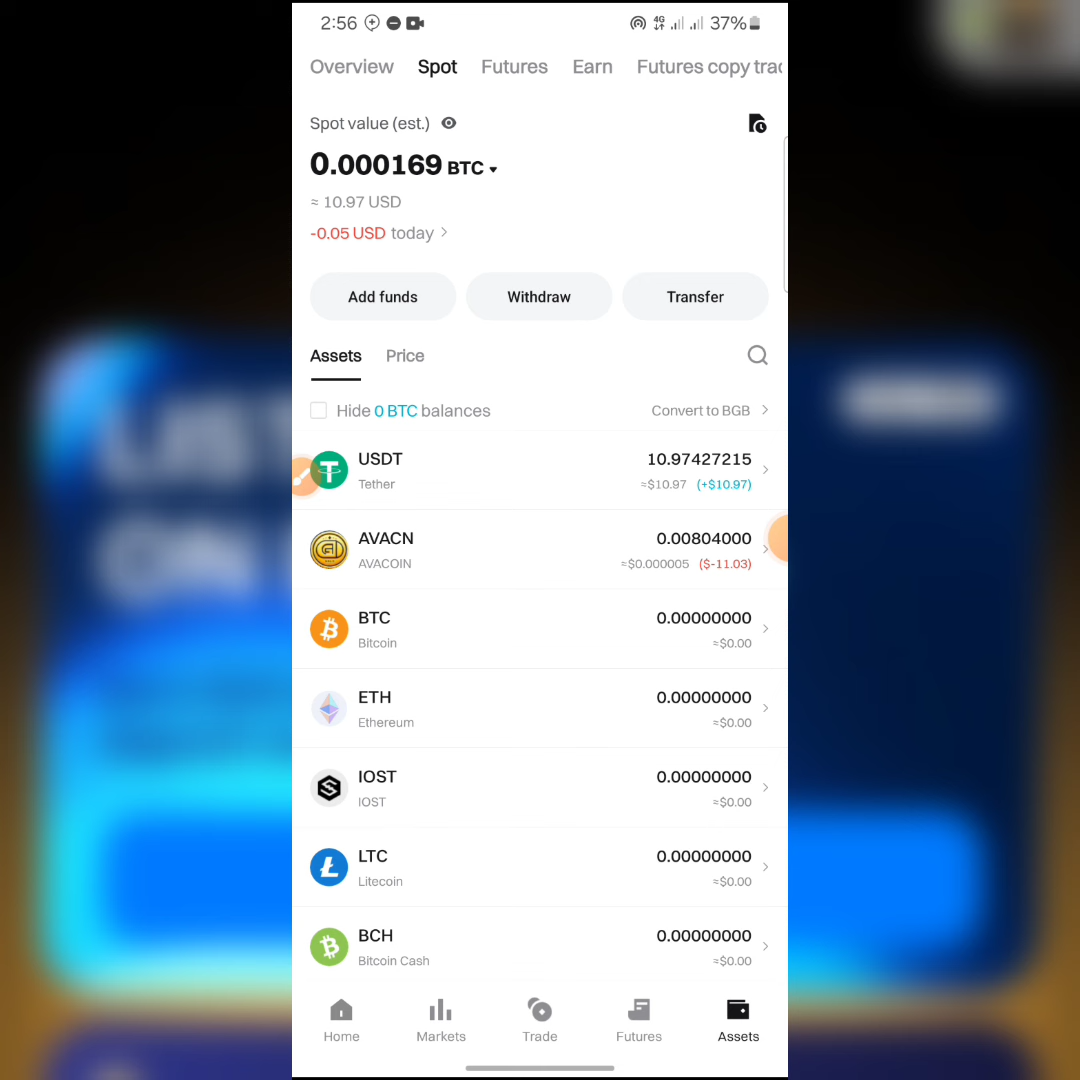 2:56 4G 37%
Overview Spot Futures Earn Futures copy trac
Spot value (est.)
0.000169 BTC
≈ 10.97 USD
-0.05 USD today >
Add funds Withdraw Transfer
Assets Price
Hide 0 BTC balances Convert to BGB >
USDT 10.97427215
Tether ≈$10.97 (+$10.97)
AVACN 0.00804000
AVACOIN ≈$0.000005 ($-11.03)
BTC 0.00000000
Bitcoin ≈$0.00
ETH 0.00000000
Ethereum ≈$0.00
IOST 0.00000000
IOST ≈$0.00
LTC 0.00000000
Litecoin ≈$0.00
BCH 0.00000000
Bitcoin Cash ≈$0.00
Home Markets Trade Futures Assets